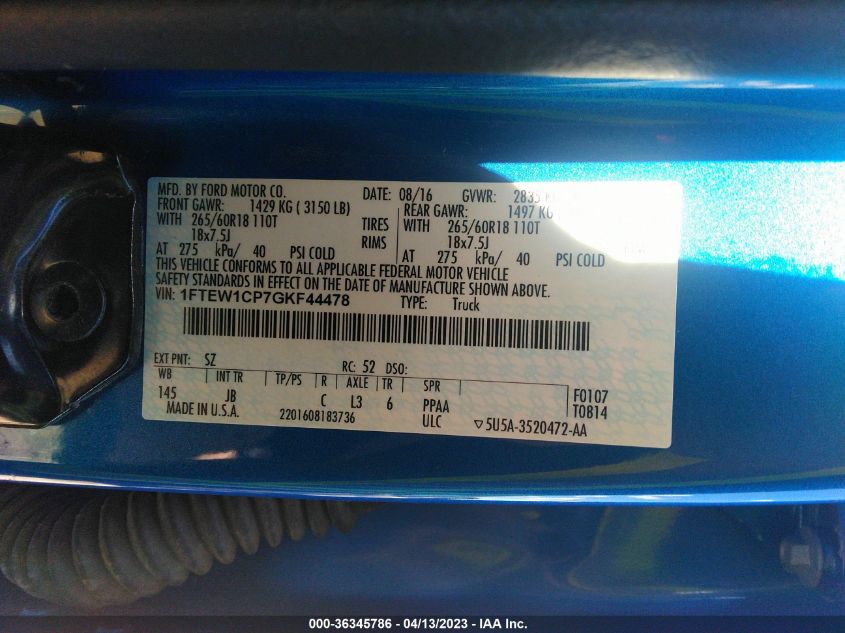 MFD. BY FORD MOTOR CO. DATE: 08/16 GVWR:
FRONT GAWR: 1429 KG ( 3150 LB) REAR GAWR: 1497 KG
WITH 265/60R18 110T TIRES WITH 265/60R18 110T
18x7.5J RIMS 18x7.5J
AT 275 kPa/ 40 PSI COLD AT 275 kPa/ 40 PSI COLD
THIS VEHICLE CONFORMS TO ALL APPLICABLE FEDERAL MOTOR VEHICLE
SAFETY STANDARDS IN EFFECT ON THE DATE OF MANUFACTURE SHOWN ABOVE.
VIN: 1FTEW1CP7GKF44478 TYPE: Truck
EXT PNT: SZ RC: 52 DSO:
WB INT TR TP/PS R AXLE TR SPR
145 JB C L3 6 PPAA F0107
MADE IN U.S.A. 2201608183736 ULC T0814
▽5U5A-3520472-AA
000-36345786 - 04/13/2023 - IAA Inc.